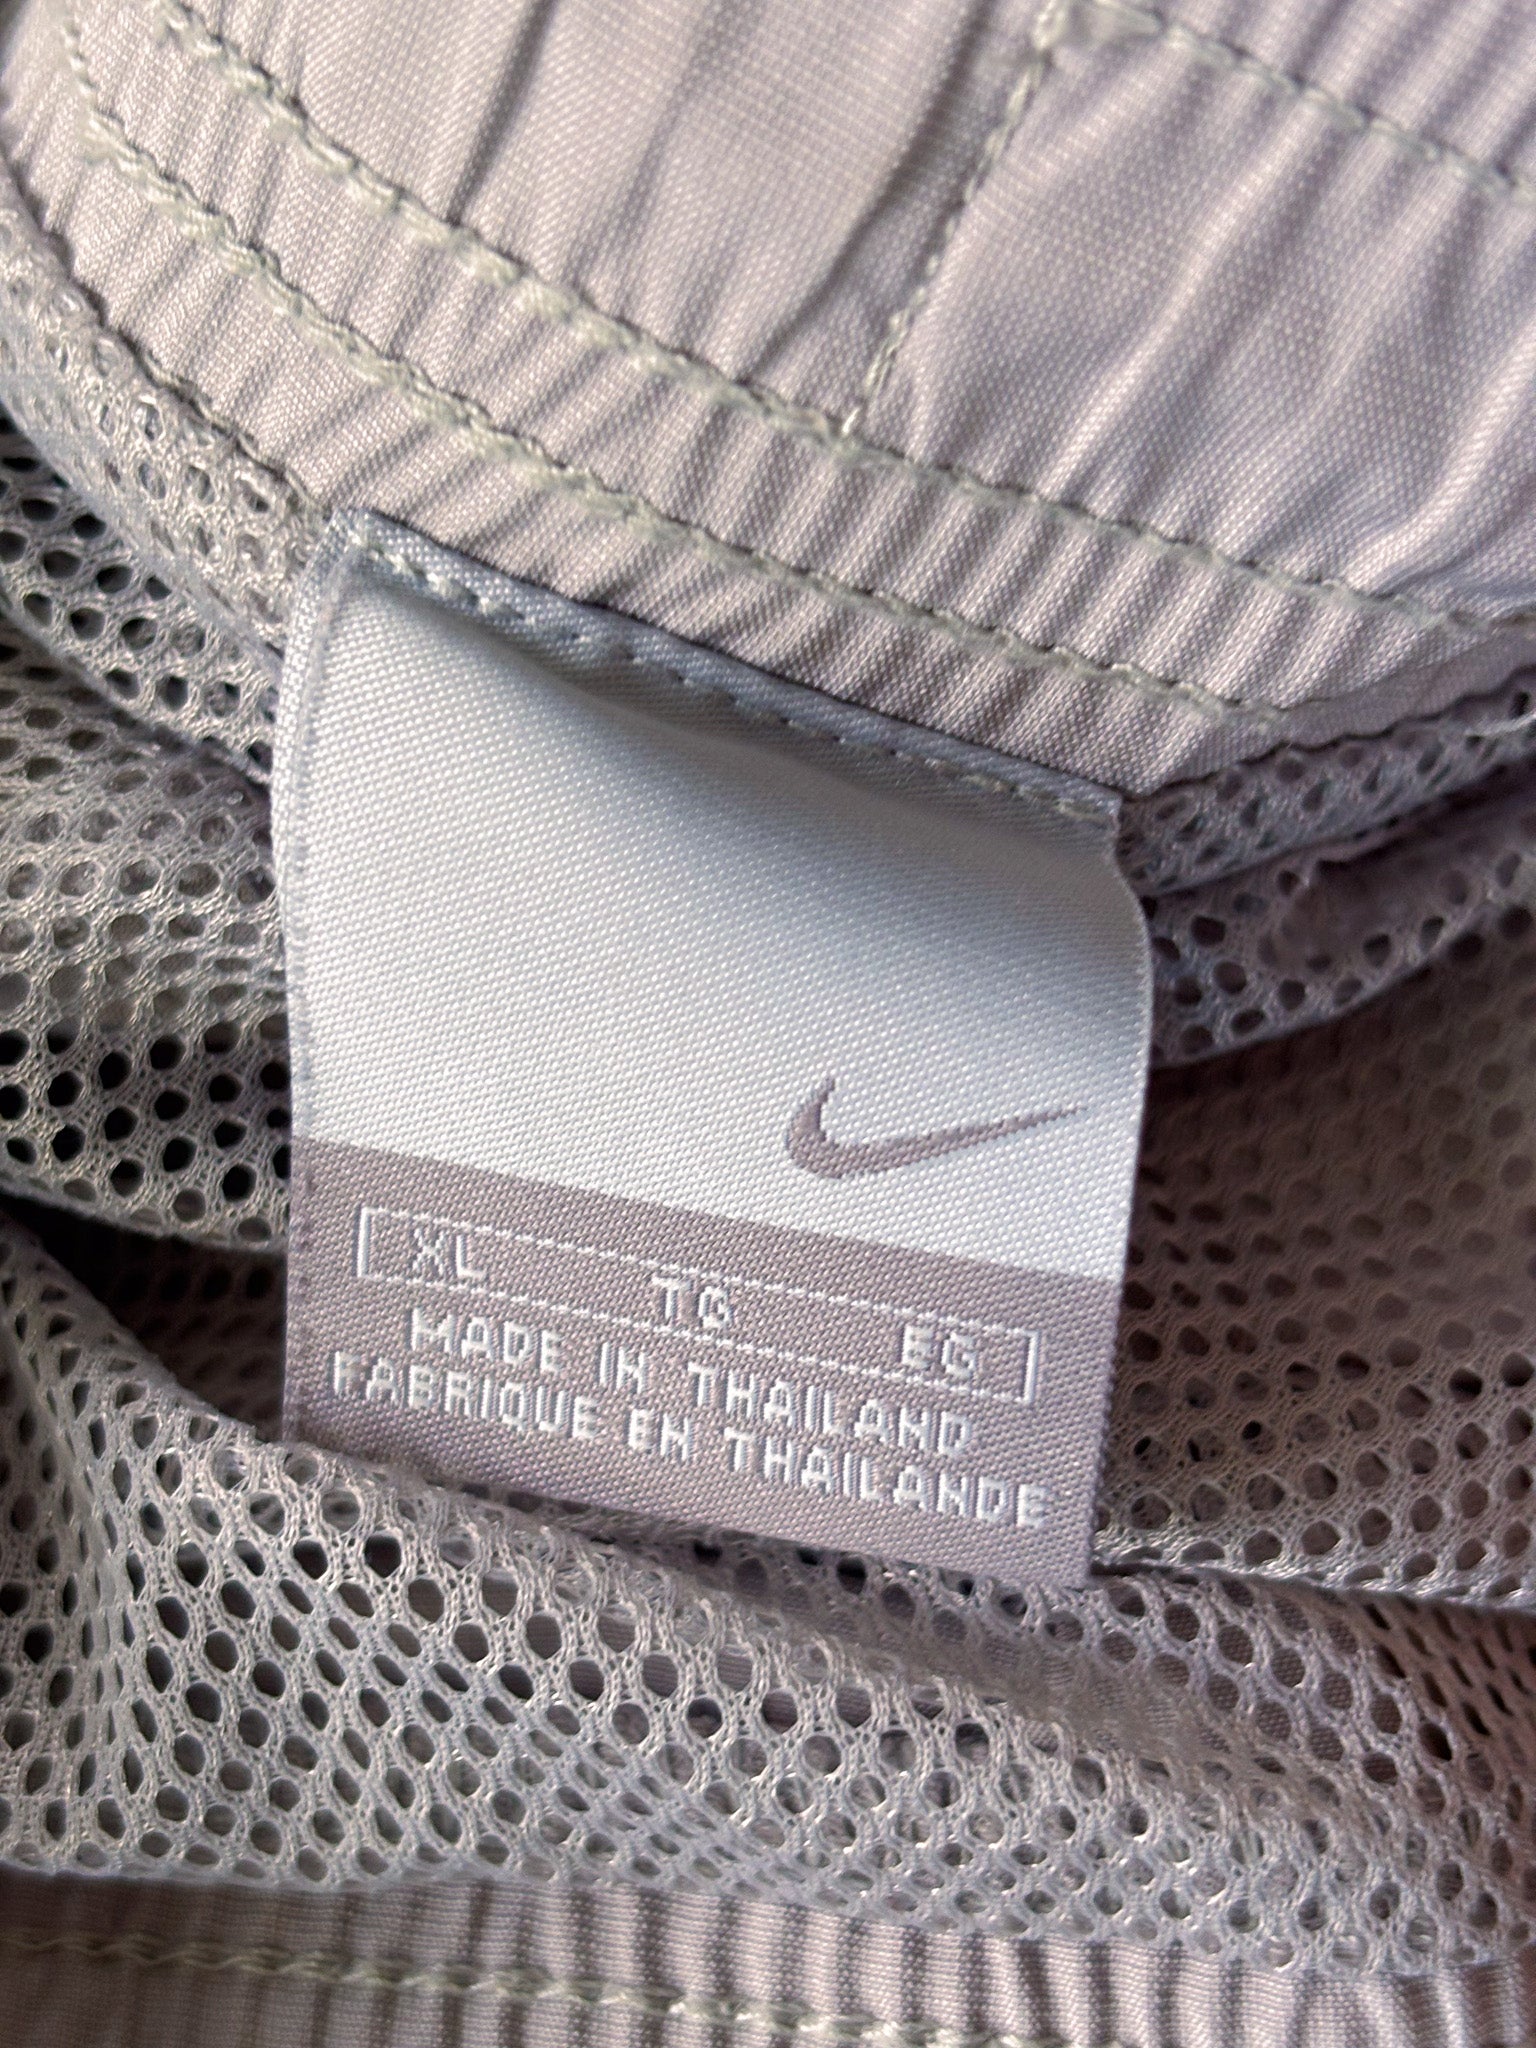 XL TG EG
MADE IN THAILAND
FABRIQUE EN THAILANDE